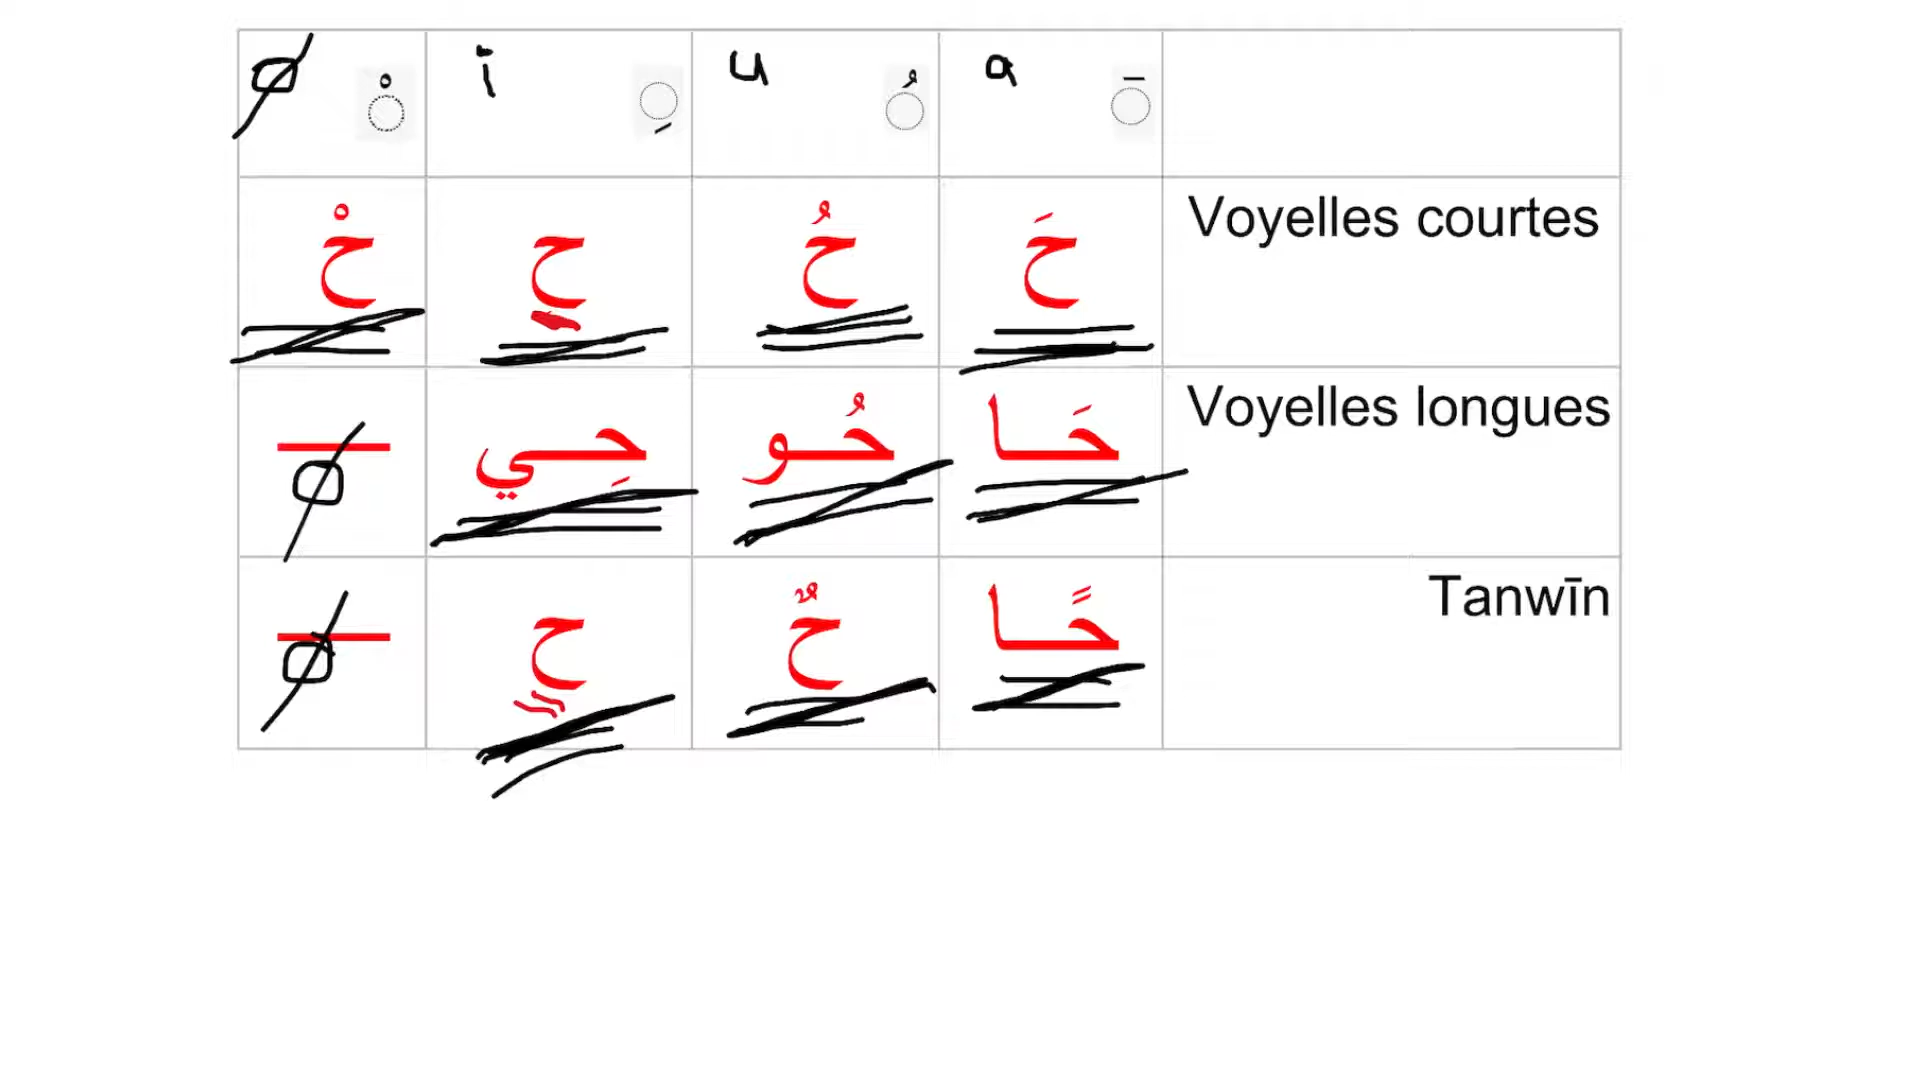 a u i ∅
Voyelles courtes حَ حُ حِ حْ
Voyelles longues حَـا حُـو حِـي ∅
Tanwīn حًـا حٌ حٍ ∅